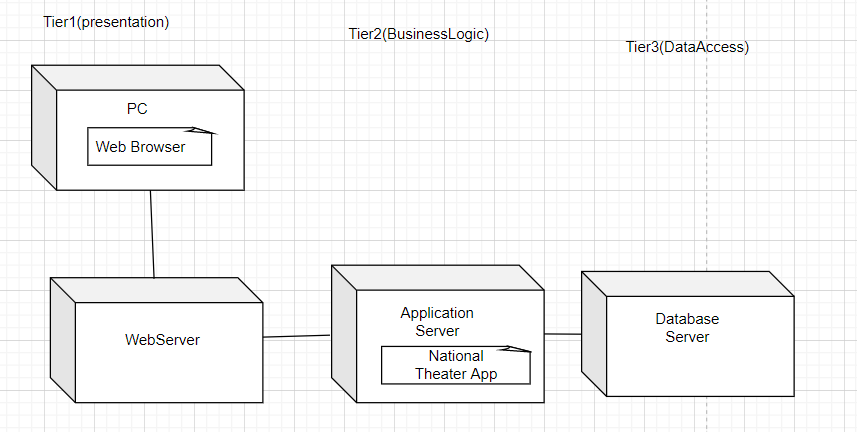 Tier1(presentation)
Tier2(BusinessLogic)
Tier3(DataAccess)
PC
Web Browser
WebServer
Application
Server
National
Theater App
Database
Server